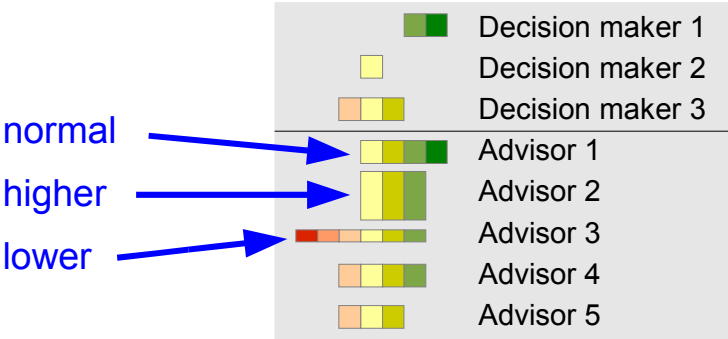 Decision maker 1
Decision maker 2
Decision maker 3
normal
Advisor 1
higher
Advisor 2
lower
Advisor 3
Advisor 4
Advisor 5